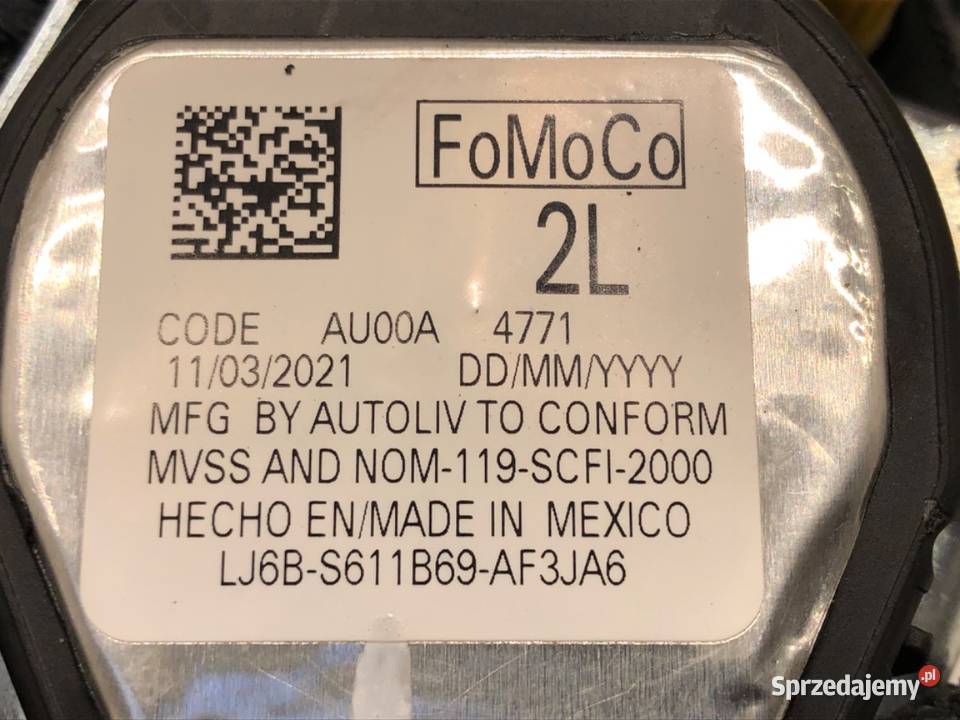 FoMoCo
2L
CODE AU00A 4771
11/03/2021 DD/MM/YYYY
MFG BY AUTOLIV TO CONFORM
MVSS AND NOM-119-SCFI-2000
HECHO EN/MADE IN MEXICO
LJ6B-S611B69-AF3JA6
Sprzedajemy.pl